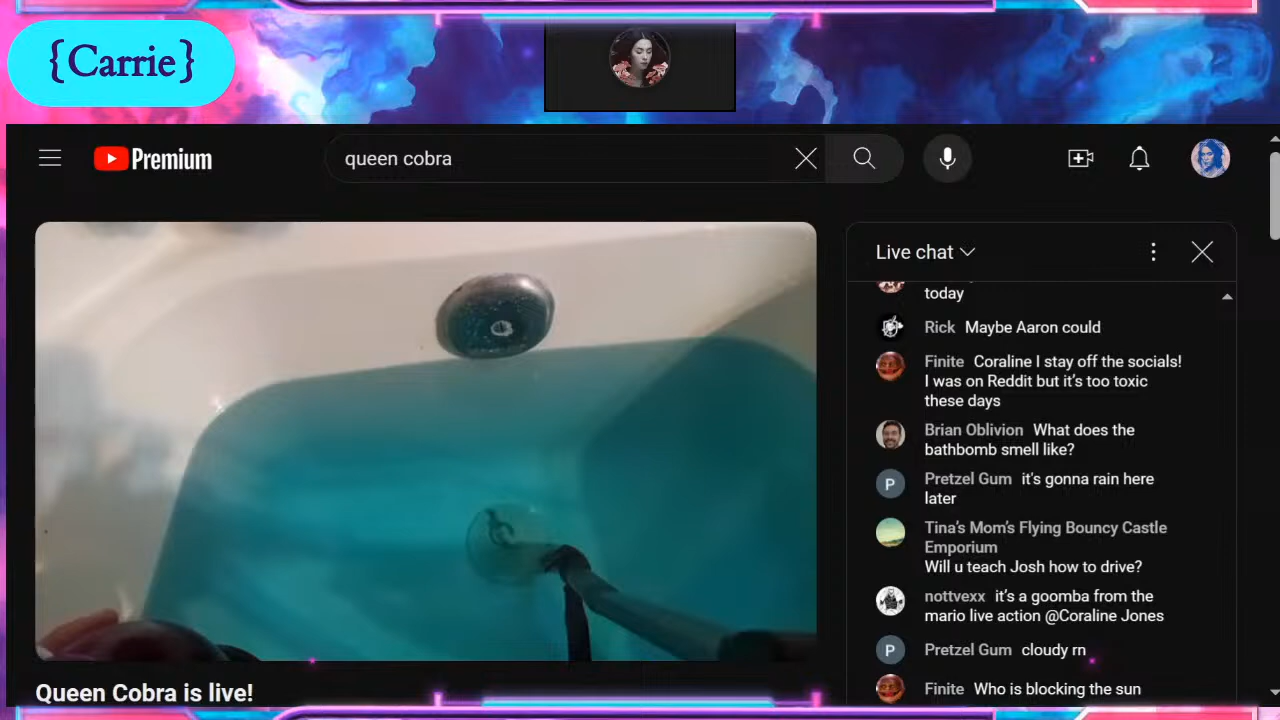 {Carrie}
Premium
queen cobra
Live chat
today
Rick Maybe Aaron could
Finite Coraline I stay off the socials!
I was on Reddit but it's too toxic
these days
Brian Oblivion What does the
bathbomb smell like?
P Pretzel Gum it's gonna rain here
later
Tina's Mom's Flying Bouncy Castle
Emporium
Will u teach Josh how to drive?
nottvexx it's a goomba from the
mario live action @Coraline Jones
P Pretzel Gum cloudy rn
Finite Who is blocking the sun
Queen Cobra is live!